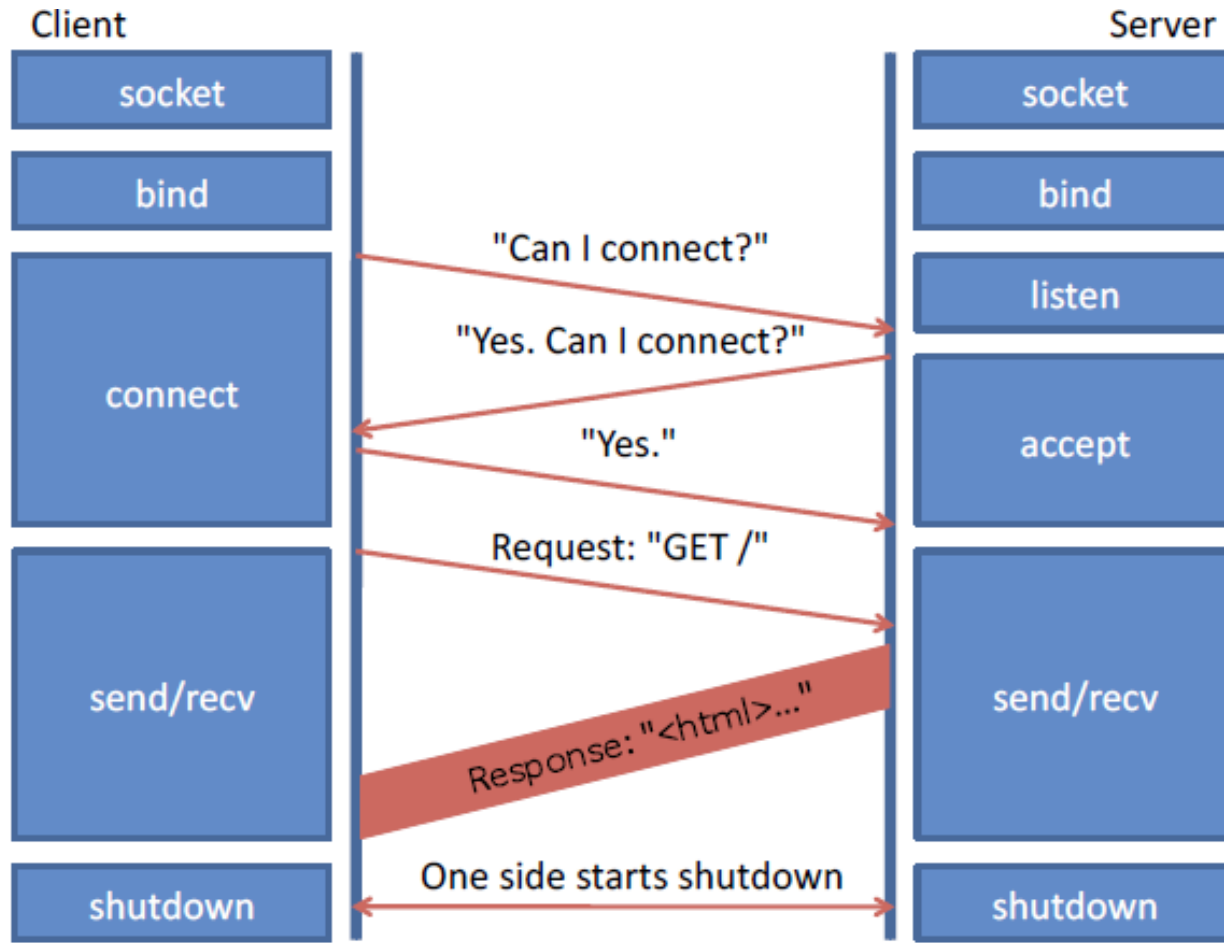 Client
Server
socket
socket
bind
bind
"Can I connect?"
listen
"Yes. Can I connect?"
connect
accept
"Yes."
Request: "GET /"
send/recv
send/recv
Response: "<html>..."
One side starts shutdown
shutdown
shutdown